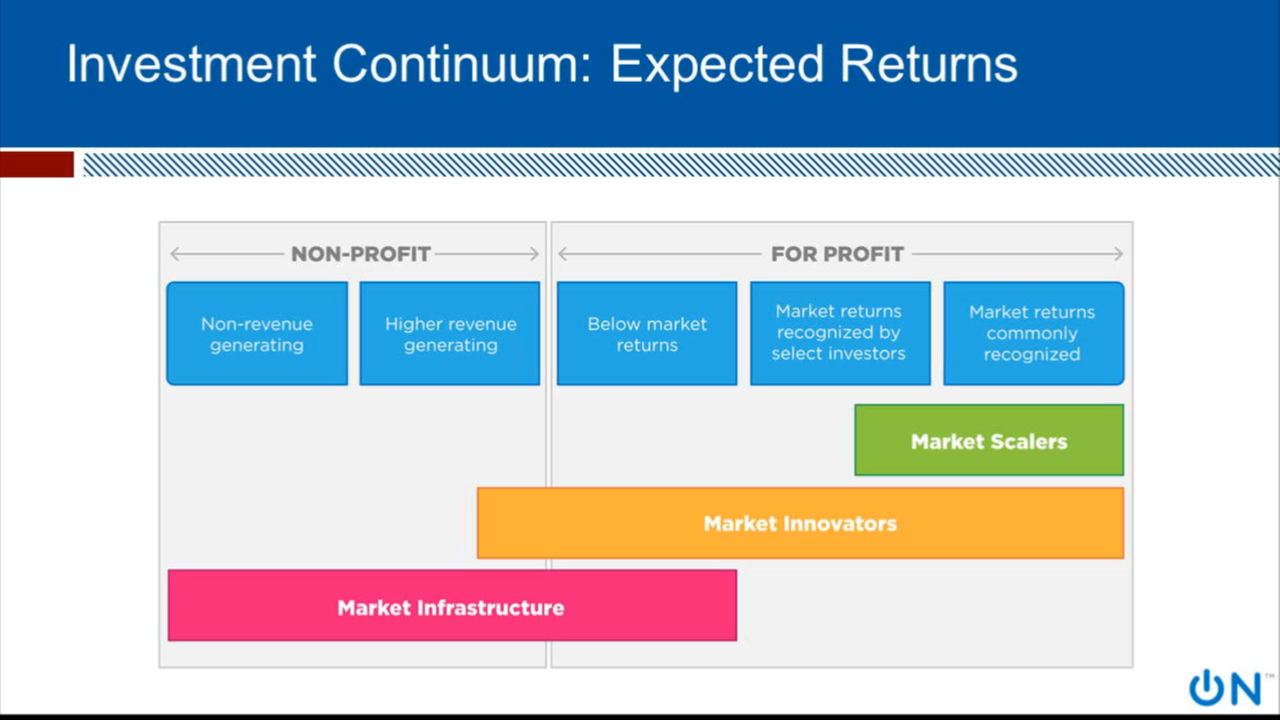 Investment Continuum: Expected Returns
NON-PROFIT
FOR PROFIT
Non-revenue
generating
Higher revenue
generating
Below market
returns
Market returns
recognized by
select investors
Market returns
commonly
recognized
Market Scalers
Market Innovators
Market Infrastructure
ON™